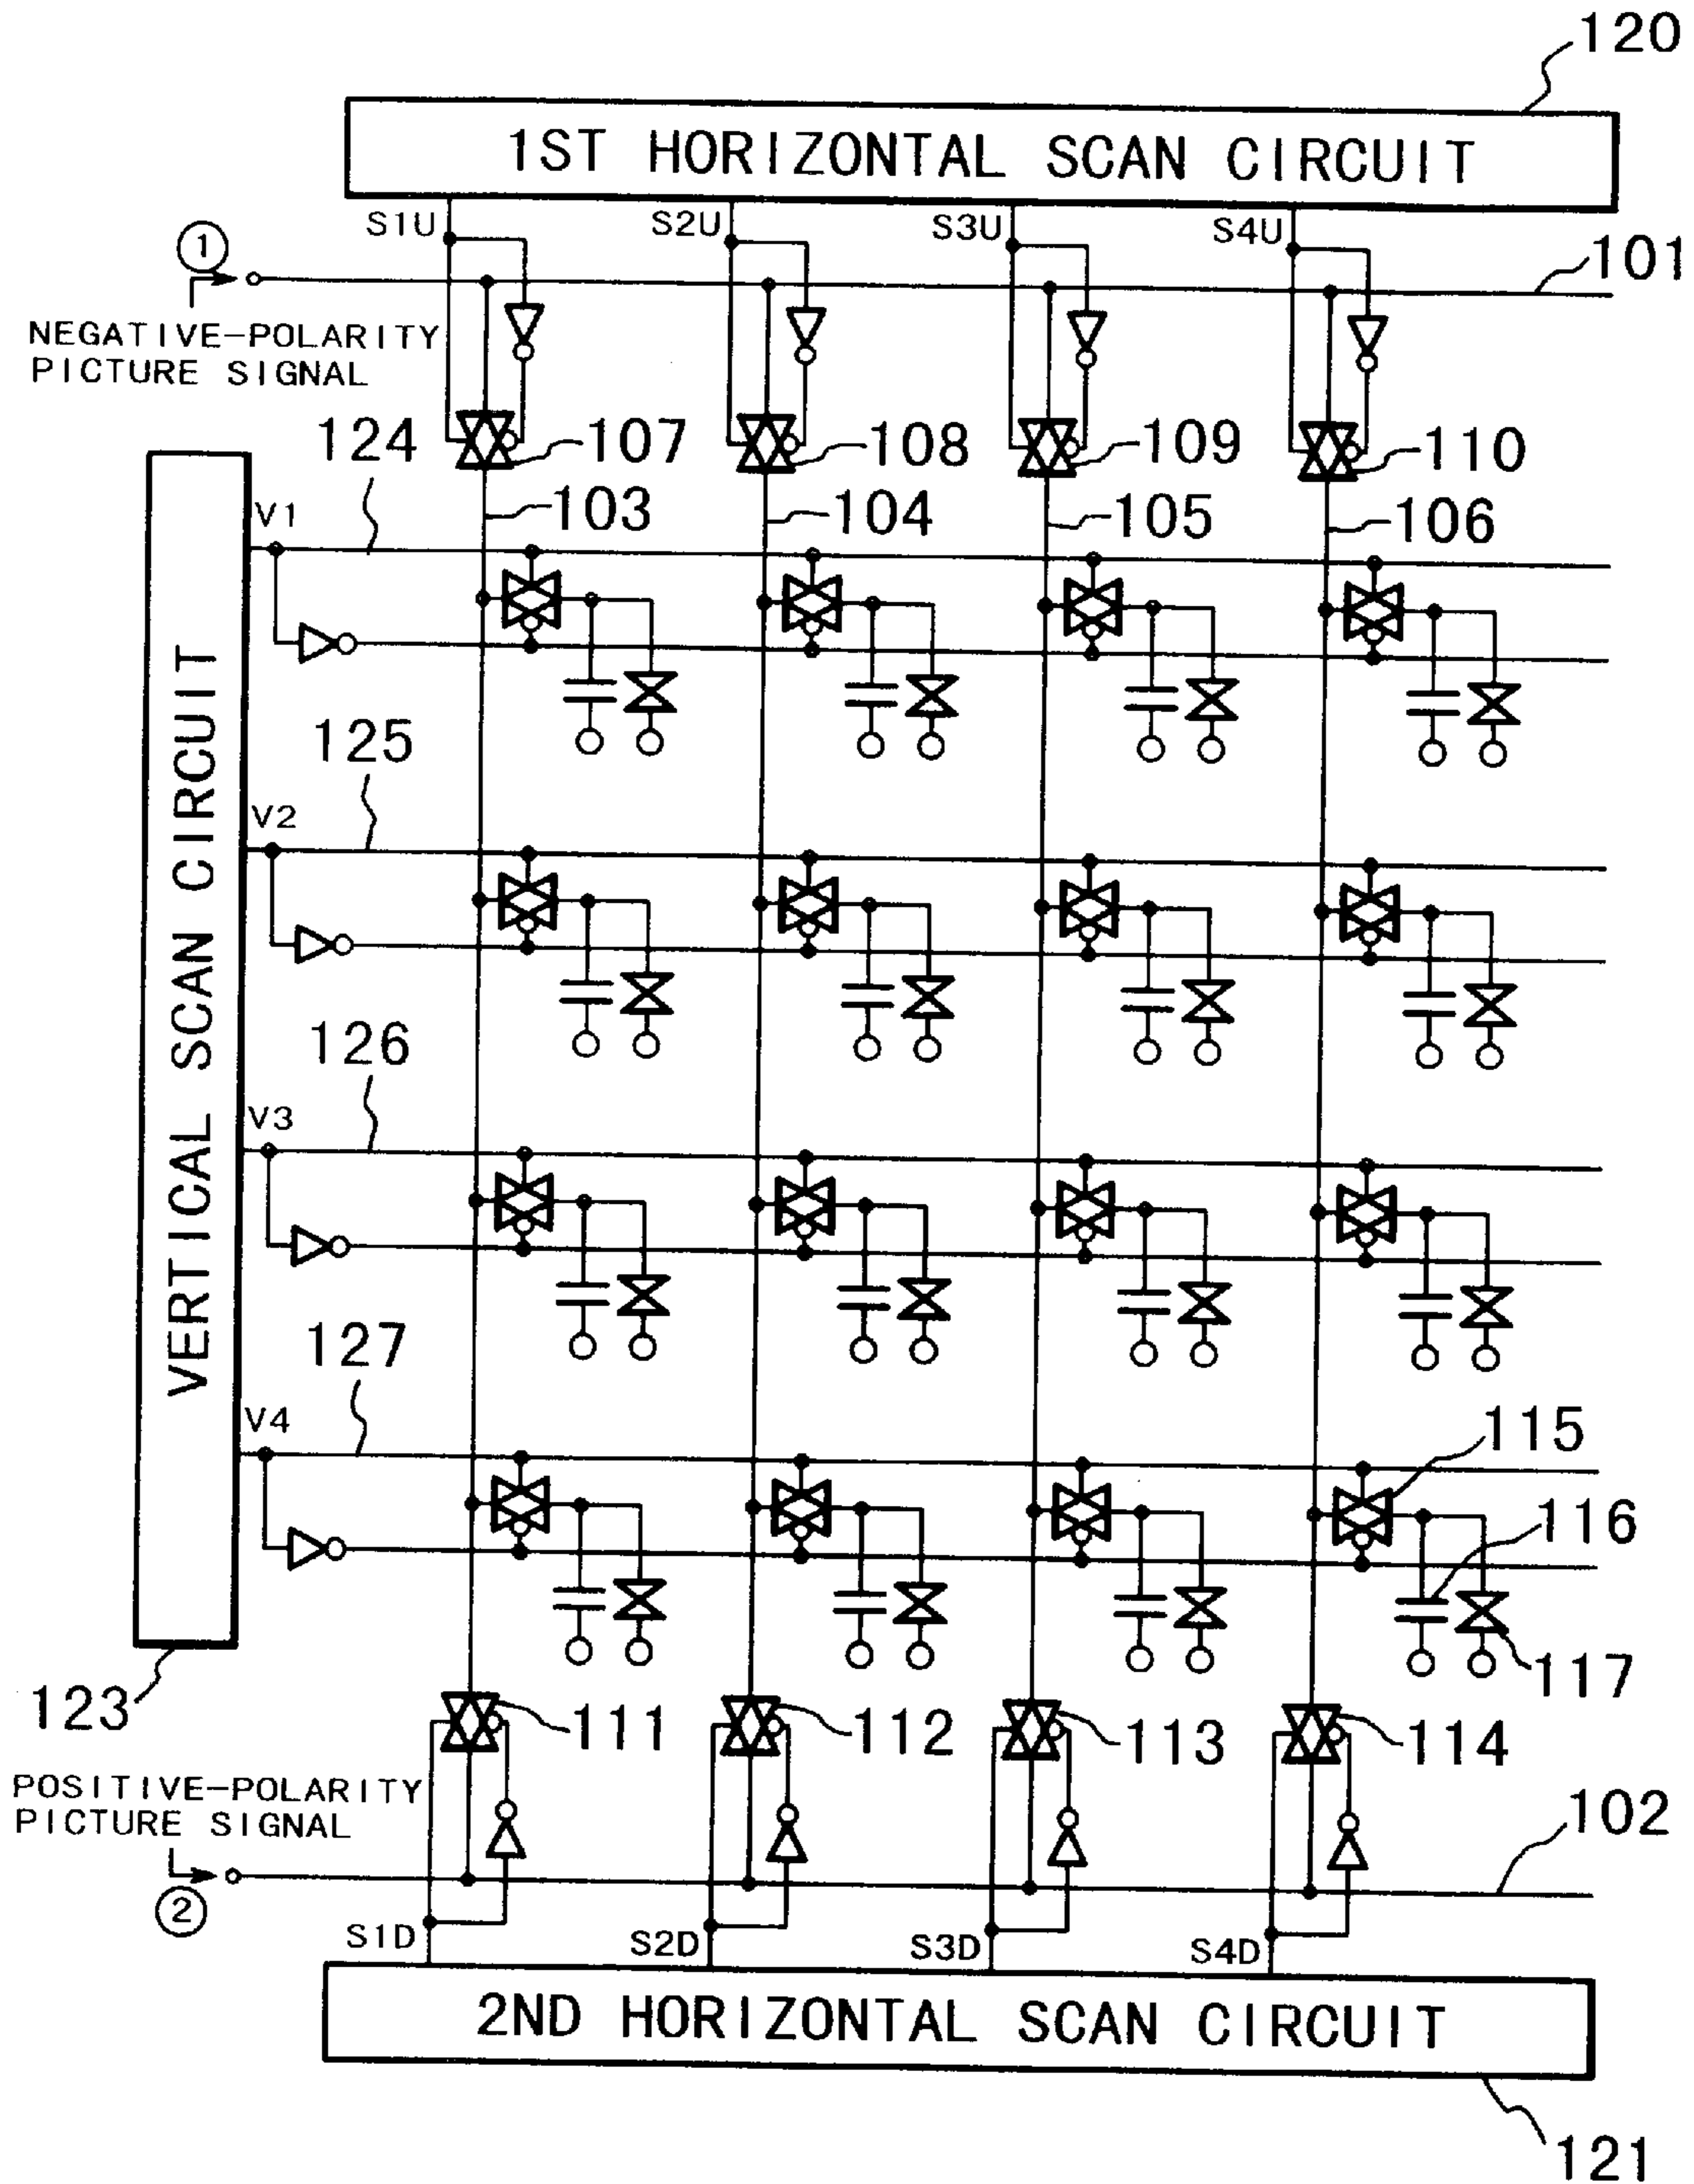 120
1ST HORIZONTAL SCAN CIRCUIT
S1U
S2U
S3U
S4U
①
101
NEGATIVE-POLARITY
PICTURE SIGNAL
124
107
108
109
110
103
104
105
106
V1
125
V2
VERTICAL SCAN CIRCUIT
126
V3
127
V4
115
116
117
123
111
112
113
114
POSITIVE-POLARITY
PICTURE SIGNAL
102
②
S1D
S2D
S3D
S4D
2ND HORIZONTAL SCAN CIRCUIT
121